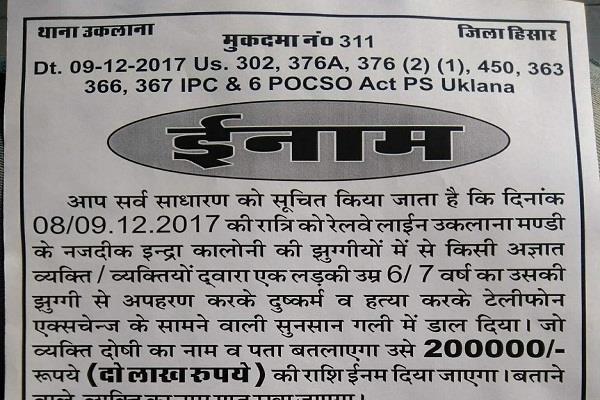 थाना उकलाना मुकदमा नं० 311 जिला हिसार
Dt. 09-12-2017 Us. 302, 376A, 376 (2) (1), 450, 363
366, 367 IPC & 6 POCSO Act PS Uklana
ईनाम
आप सर्व साधारण को सूचित किया जाता है कि दिनांक
08/09.12.2017 की रात्रि को रेलवे लाईन उकलाना मण्डी
के नजदीक इन्द्रा कालोनी की झुग्गीयों में से किसी अज्ञात
व्यक्ति / व्यक्तियों द्वारा एक लड़की उम्र 6/ 7 वर्ष का उसकी
झुग्गी से अपहरण करके दुष्कर्म व हत्या करके टेलीफोन
एक्सचेन्ज के सामने वाली सुनसान गली में डाल दिया। जो
व्यक्ति दोषी का नाम व पता बतलाएगा उसे 200000/-
रूपये (दो लाख रूपये) की राशि ईनम दिया जाएगा। बताने
वाले व्यक्ति का नाम